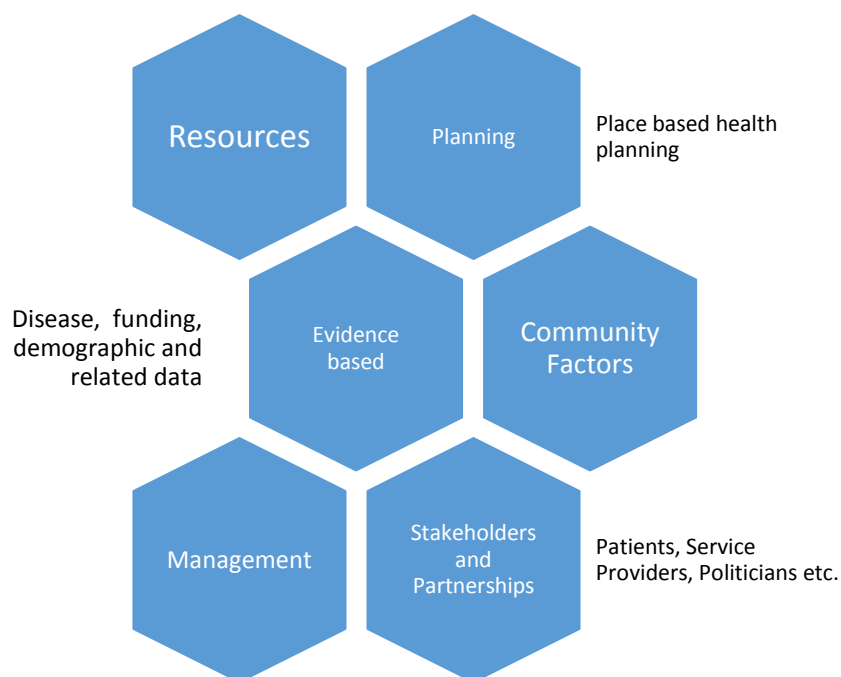 Resources
Planning
Place based health
planning
Disease, funding,
demographic and
related data
Evidence
based
Community
Factors
Management
Stakeholders
and
Partnerships
Patients, Service
Providers, Politicians etc.